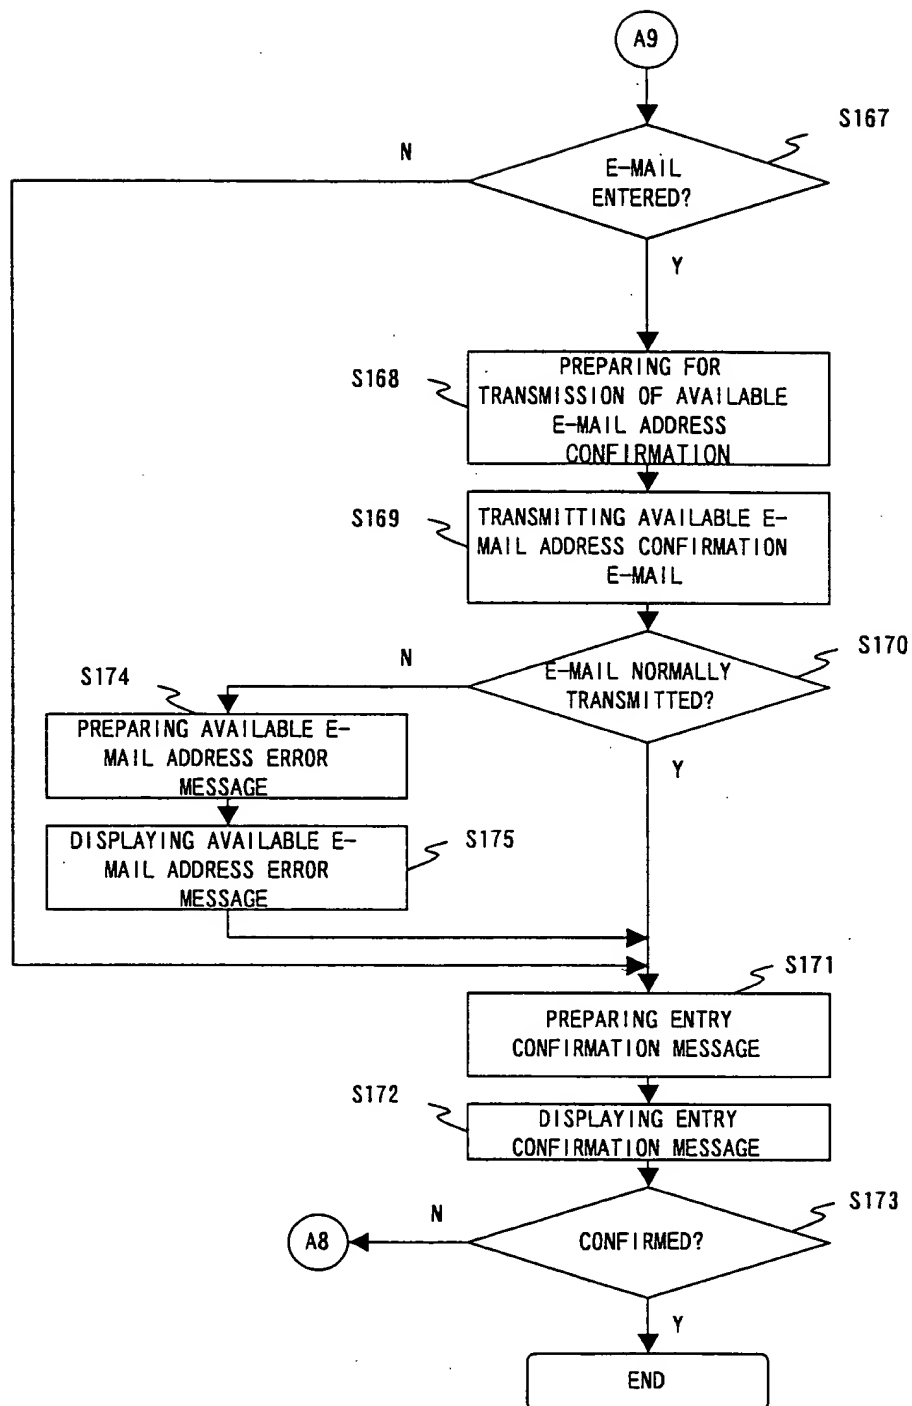 A9
S167
N
E-MAIL
ENTERED?
Y
S168
PREPARING FOR
TRANSMISSION OF AVAILABLE
E-MAIL ADDRESS
CONFIRMATION
S169
TRANSMITTING AVAILABLE E-
MAIL ADDRESS CONFIRMATION
E-MAIL
S170
N
E-MAIL NORMALLY
TRANSMITTED?
S174
PREPARING AVAILABLE E-
MAIL ADDRESS ERROR
MESSAGE
Y
DISPLAYING AVAILABLE E-
MAIL ADDRESS ERROR
MESSAGE
S175
S171
PREPARING ENTRY
CONFIRMATION MESSAGE
S172
DISPLAYING ENTRY
CONFIRMATION MESSAGE
S173
N
A8
CONFIRMED?
Y
END